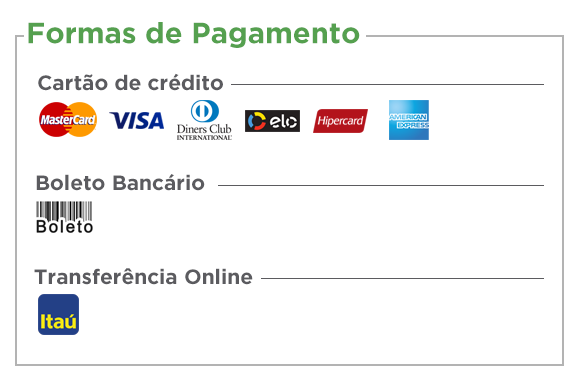 Formas de Pagamento
Cartão de crédito
MasterCard VISA Diners Club INTERNATIONAL elo Hipercard AMERICAN EXPRESS
Boleto Bancário
Boleto
Transferência Online
Itaú